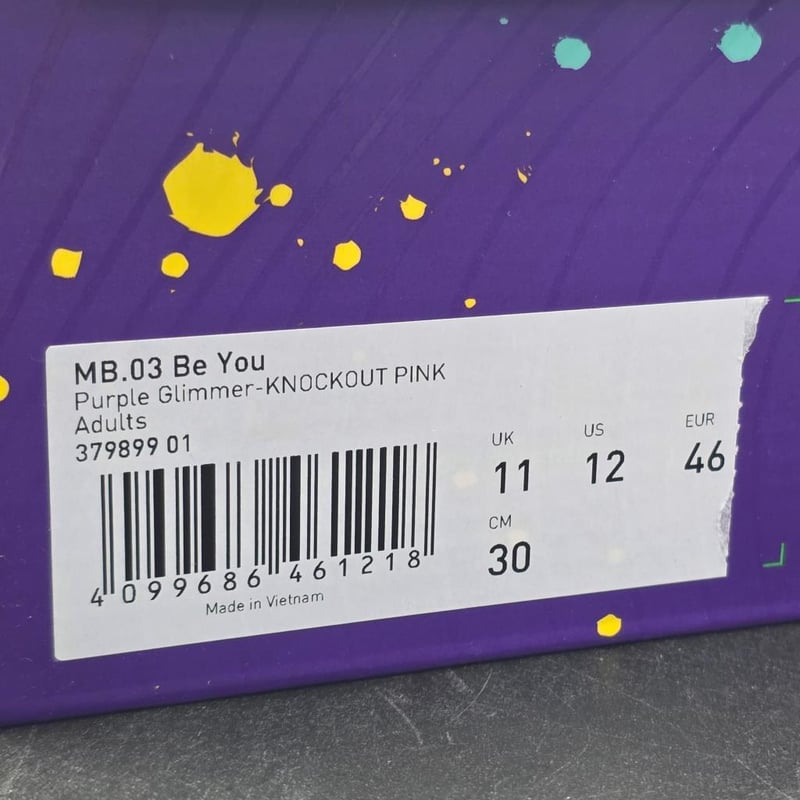 MB.03 Be You
Purple Glimmer-KNOCKOUT PINK
Adults
379899 01
UK US EUR
11 12 46
CM
30
4 099686 461218
Made in Vietnam